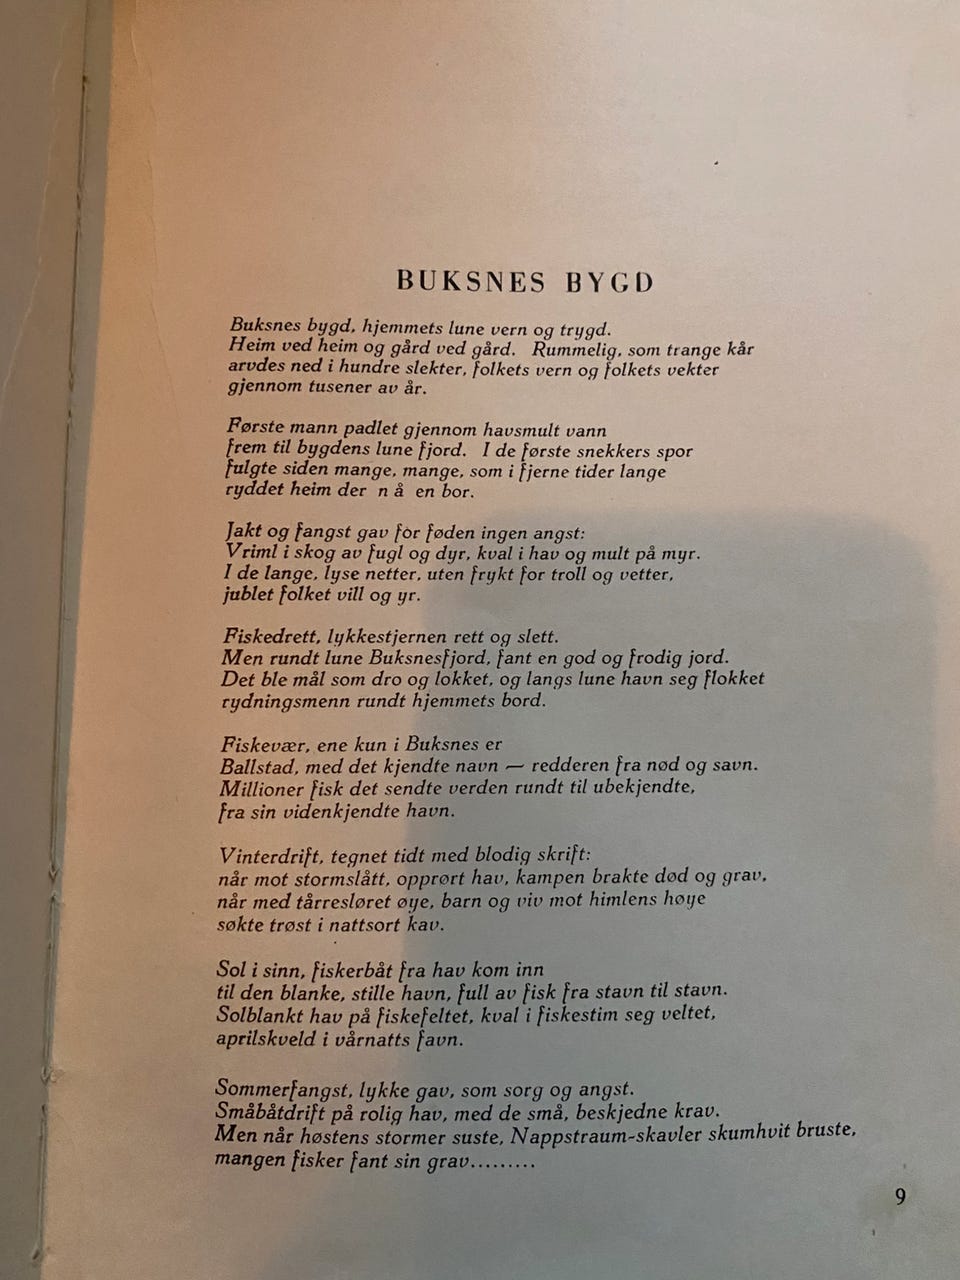 BUKSNES BYGD
Buksnes bygd, hjemmets lune vern og trygd.
Heim ved heim og gård ved gård. Rummelig, som trange kår
arvdes ned i hundre slekter, folkets vern og folkets vekter
gjennom tusener av år.
Første mann padlet gjennom havsmult vann
frem til bygdens lune fjord. I de første snekkers spor
fulgte siden mange, mange, som i fjerne tider lange
ryddet heim der n å en bor.
Jakt og fangst gav fòr føden ingen angst:
Vriml i skog av fugl og dyr, kval i hav og mult på myr.
I de lange, lyse netter, uten frykt for troll og vetter,
jublet folket vill og yr.
Fiskedrett, lykkestjernen rett og slett.
Men rundt lune Buksnesfjord, fant en god og frodig jord.
Det ble mål som dro og lokket, og langs lune havn seg flokket
rydningsmenn rundt hjemmets bord.
Fiskevær, ene kun i Buksnes er
Ballstad, med det kjendte navn — redderen fra nød og savn.
Millioner fisk det sendte verden rundt til ubekjendte,
fra sin videnkjendte havn.
Vinterdrift, tegnet tidt med blodig skrift:
når mot stormslått, opprørt hav, kampen brakte død og grav,
når med tårresløret øye, barn og viv mot himlens høye
søkte trøst i nattsort kav.
Sol i sinn, fiskerbåt fra hav kom inn
til den blanke, stille havn, full av fisk fra stavn til stavn.
Solblankt hav på fiskefeltet, kval i fiskestim seg veltet,
aprilskveld i vårnatts favn.
Sommerfangst, lykke gav, som sorg og angst.
Småbåtdrift på rolig hav, med de små, beskjedne krav.
Men når høstens stormer suste, Nappstraum-skavler skumhvit bruste,
mangen fisker fant sin grav.........
9